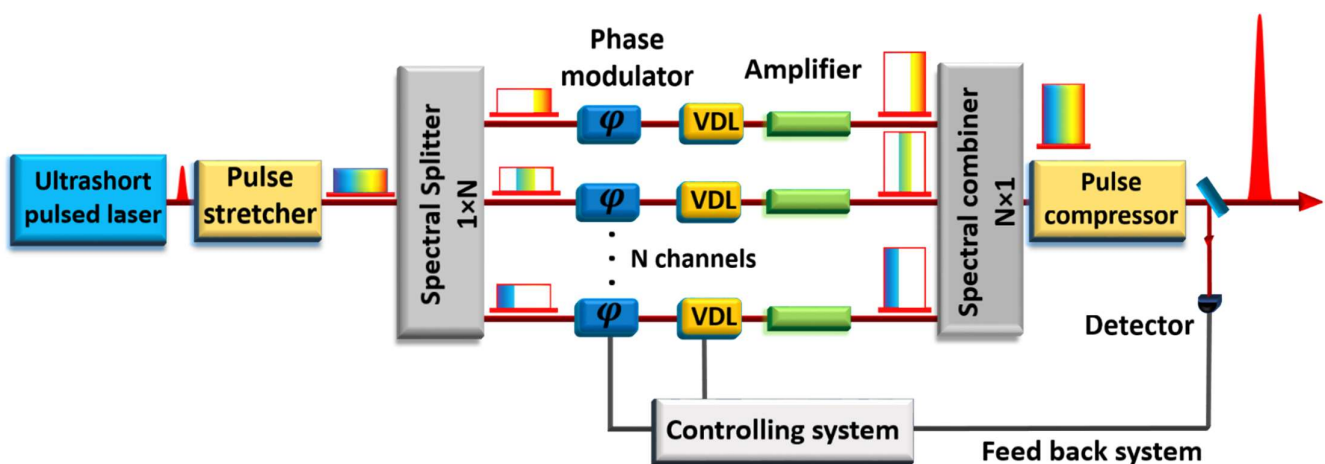 Phase
modulator
Amplifier
Ultrashort
pulsed laser
Pulse
stretcher
Spectral Splitter
1×N
φ
VDL
φ
VDL
N channels
φ
VDL
Spectral combiner
N×1
Pulse
compressor
Detector
Controlling system
Feed back system